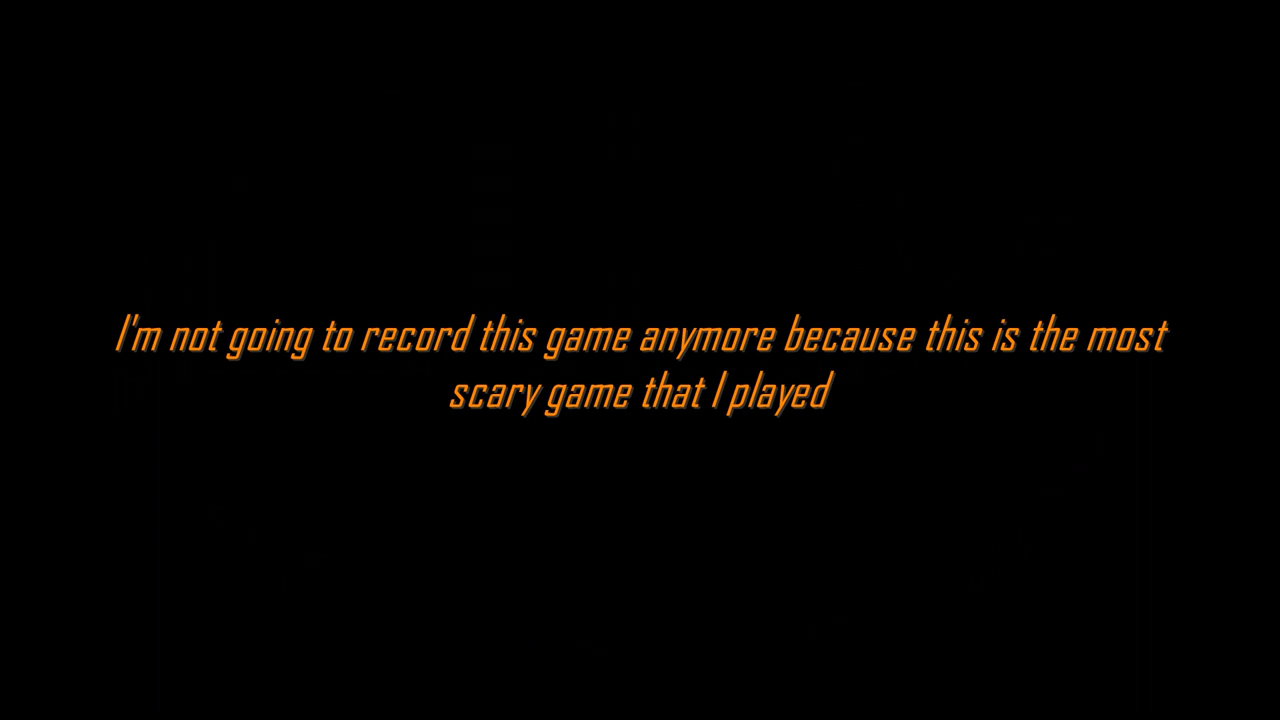 I'm not going to record this game anymore because this is the most
scary game that I played